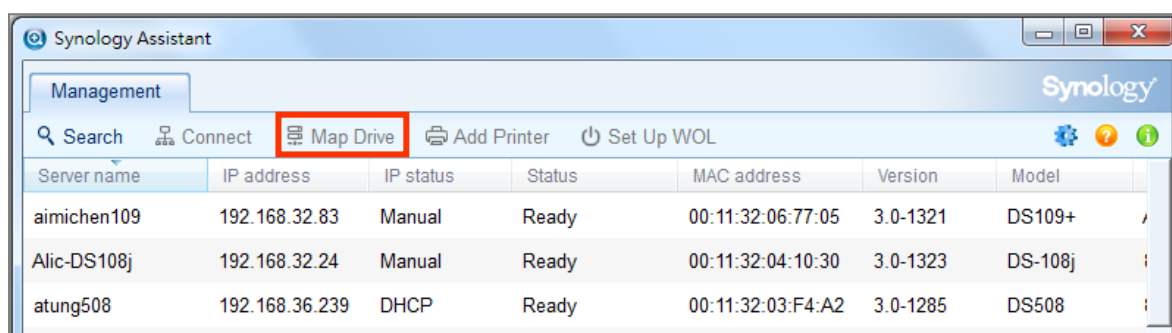 Synology Assistant
Management
Synology
Search Connect Map Drive Add Printer Set Up WOL
Server name IP address IP status Status MAC address Version Model
aimichen109 192.168.32.83 Manual Ready 00:11:32:06:77:05 3.0-1321 DS109+
Alic-DS108j 192.168.32.24 Manual Ready 00:11:32:04:10:30 3.0-1323 DS-108j
atung508 192.168.36.239 DHCP Ready 00:11:32:03:F4:A2 3.0-1285 DS508